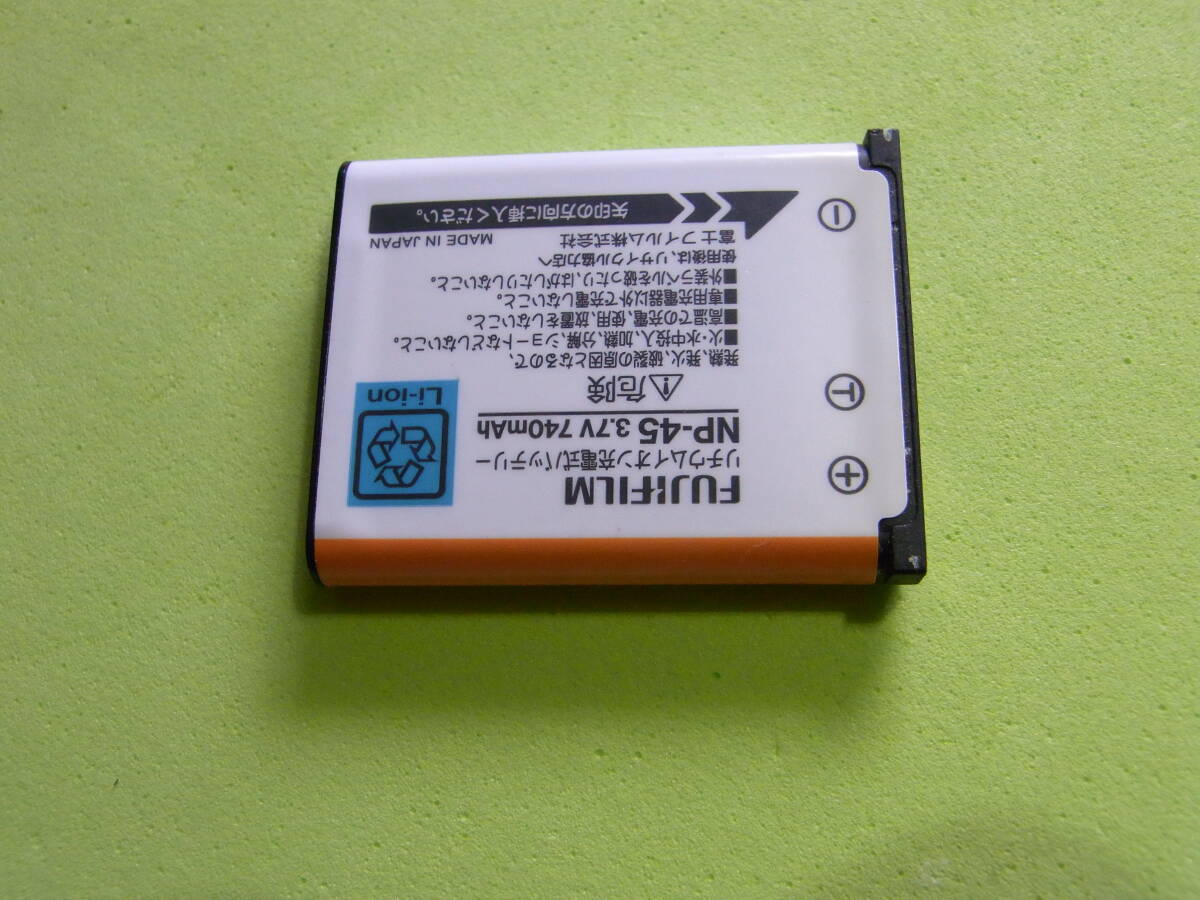 FUJIFILM
リチウムイオン充電式バッテリー
NP-45 3.7V 740mAh
⚠危険
発熱、発火、破裂の原因となるので、
■火・水中投入、加熱、分解、ショートなどしないこと。
■高温での充電、使用、放置をしないこと。
■専用充電器以外で充電しないこと。
■外装ラベルを破ったり、はがしたりしないこと。
使用後は、リサイクル協力店へ
富士フイルム株式会社 MADE IN JAPAN
矢印の方向に挿入ください。
Li-ion
+
T
-